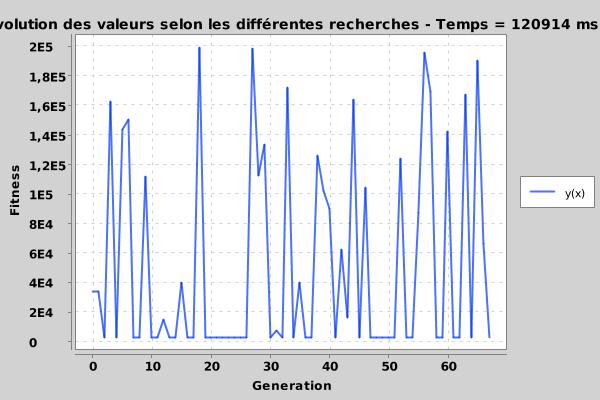 volution des valeurs selon les différentes recherches - Temps = 120914 ms
2E5
1,8E5
1,6E5
1,4E5
1,2E5
1E5
8E4
6E4
4E4
2E4
0
Fitness
0 10 20 30 40 50 60
Generation
y(x)